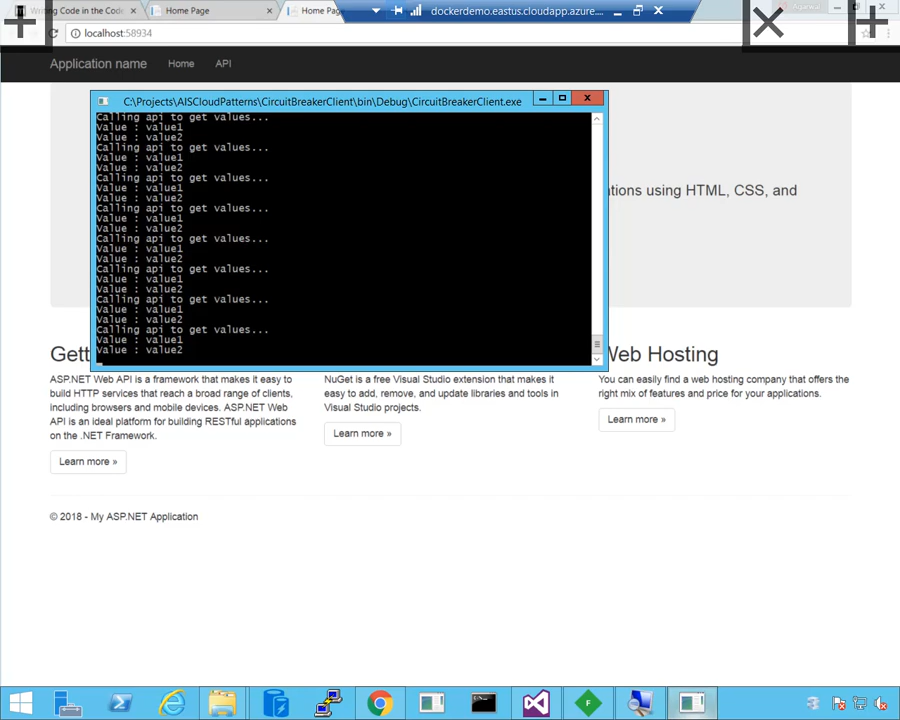 Writing Code in the Code
Home Page
Home Pag
dockerdemo.eastus.cloudapp.azure....
Agarwal
localhost:58934
Application name
Home
API
C:\Projects\AISCloudPatterns\CircuitBreakerClient\bin\Debug\CircuitBreakerClient.exe
Calling api to get values...
Value : value1
Value : value2
Calling api to get values...
Value : value1
Value : value2
Calling api to get values...
Value : value1
Value : value2
Calling api to get values...
Value : value1
Value : value2
Calling api to get values...
Value : value1
Value : value2
Calling api to get values...
Value : value1
Value : value2
Calling api to get values...
Value : value1
Value : value2
Calling api to get values...
Value : value1
Value : value2
ations using HTML, CSS, and
Gett
ASP.NET Web API is a framework that makes it easy to
build HTTP services that reach a broad range of clients,
including browsers and mobile devices. ASP.NET Web
API is an ideal platform for building RESTful applications
on the .NET Framework.
Learn more »
NuGet is a free Visual Studio extension that makes it
easy to add, remove, and update libraries and tools in
Visual Studio projects.
Learn more »
Web Hosting
You can easily find a web hosting company that offers the
right mix of features and price for your applications.
Learn more »
© 2018 - My ASP.NET Application